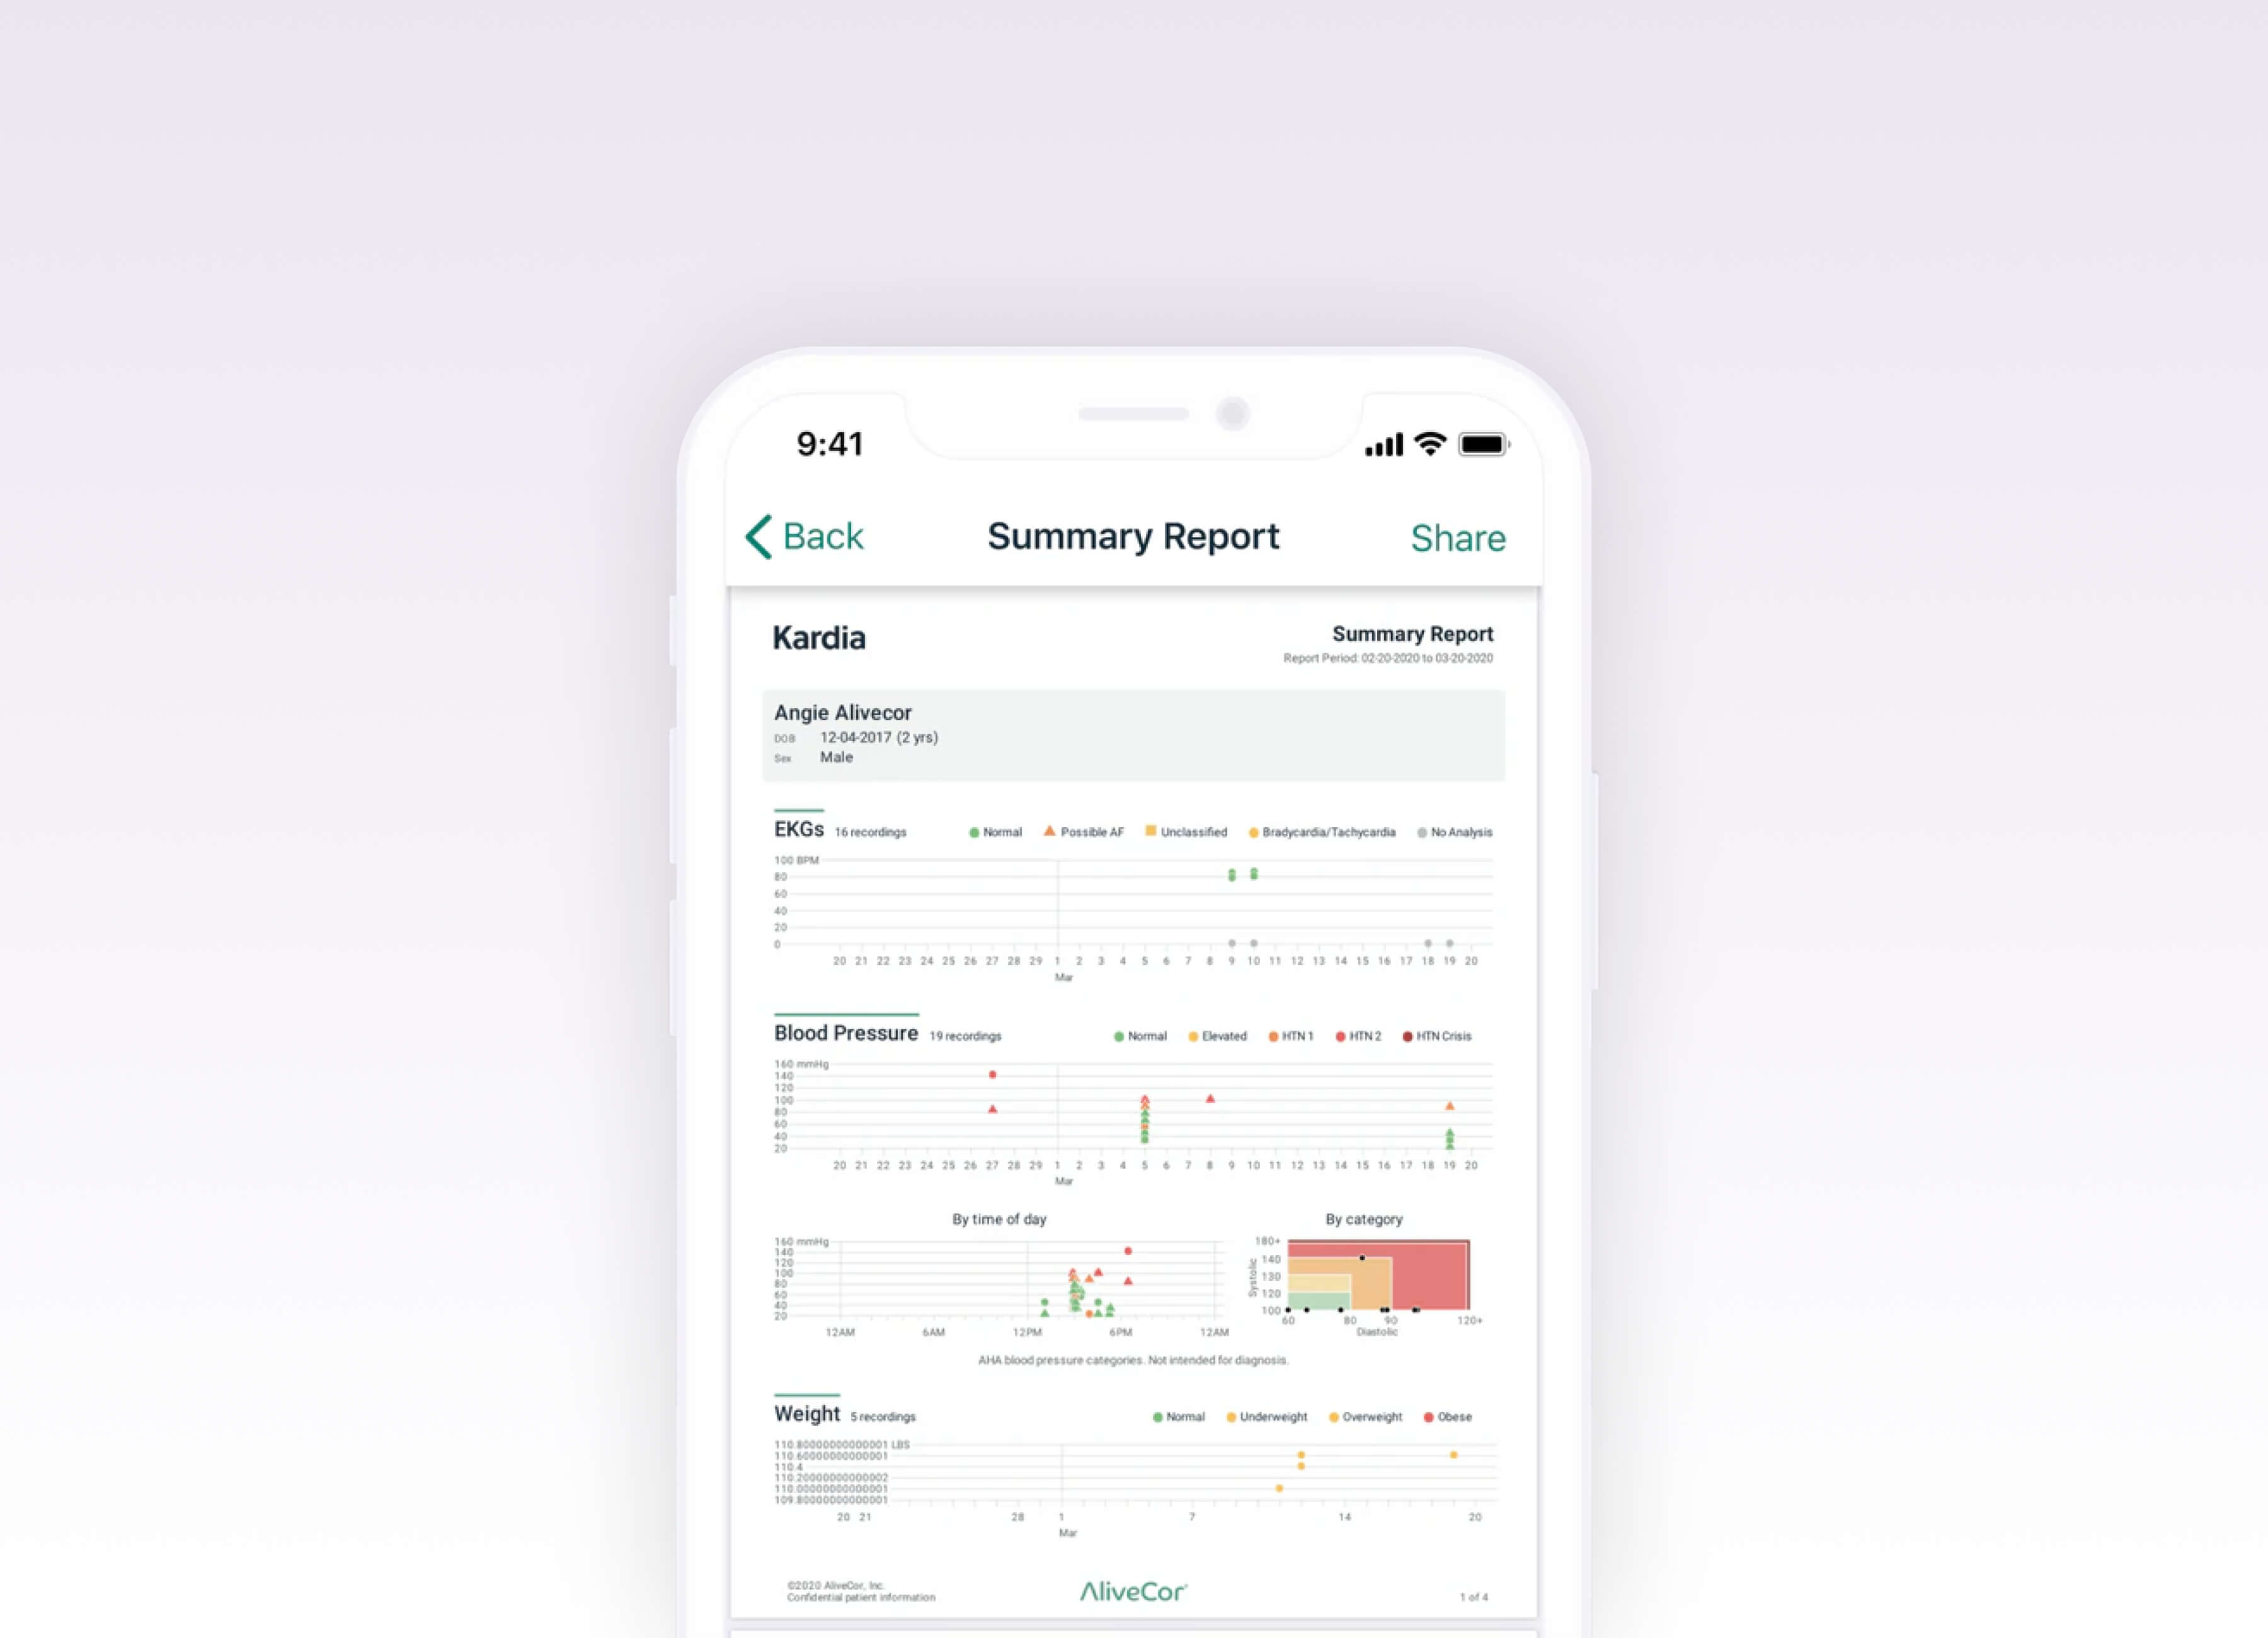 9:41
Back Summary Report Share
Kardia Summary Report
Report Period: 02-20-2020 to 03-20-2020
Angie Alivecor
DOB 12-04-2017 (2 yrs)
Sex Male
EKGs 16 recordings Normal Possible AF Unclassified Bradycardia/Tachycardia No Analysis
100 BPM
80
60
40
20
0
20 21 22 23 24 25 26 27 28 29 1 2 3 4 5 6 7 8 9 10 11 12 13 14 15 16 17 18 19 20
Mar
Blood Pressure 19 recordings Normal Elevated HTN 1 HTN 2 HTN Crisis
160 mmHg
140
120
100
80
60
40
20
20 21 22 23 24 25 26 27 28 29 1 2 3 4 5 6 7 8 9 10 11 12 13 14 15 16 17 18 19 20
Mar
By time of day
160 mmHg
140
120
100
80
60
40
20
12AM 6AM 12PM 6PM 12AM
By category
Systolic
180+
140
130
120
100
60 80 90 120+
Diastolic
AHA blood pressure categories. Not intended for diagnosis.
Weight 5 recordings Normal Underweight Overweight Obese
110.80000000000001 LBS
110.60000000000001
110.4
110.20000000000002
110.00000000000001
109.80000000000001
20 21 28 1 7 14 20
Mar
©2020 AliveCor, Inc.
Confidential patient information
AliveCor
1 of 4